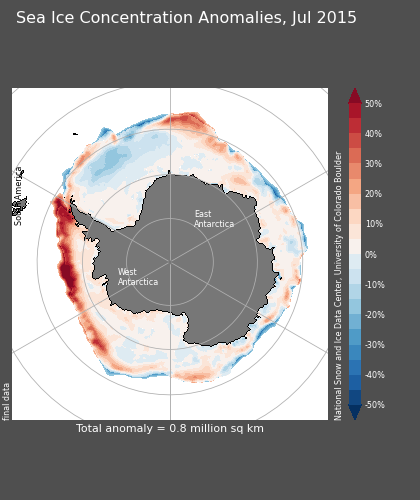 Sea Ice Concentration Anomalies, Jul 2015
South America
East
Antarctica
West
Antarctica
50%
40%
30%
20%
10%
0%
-10%
-20%
-30%
-40%
-50%
National Snow and Ice Data Center, University of Colorado Boulder
final data
Total anomaly = 0.8 million sq km